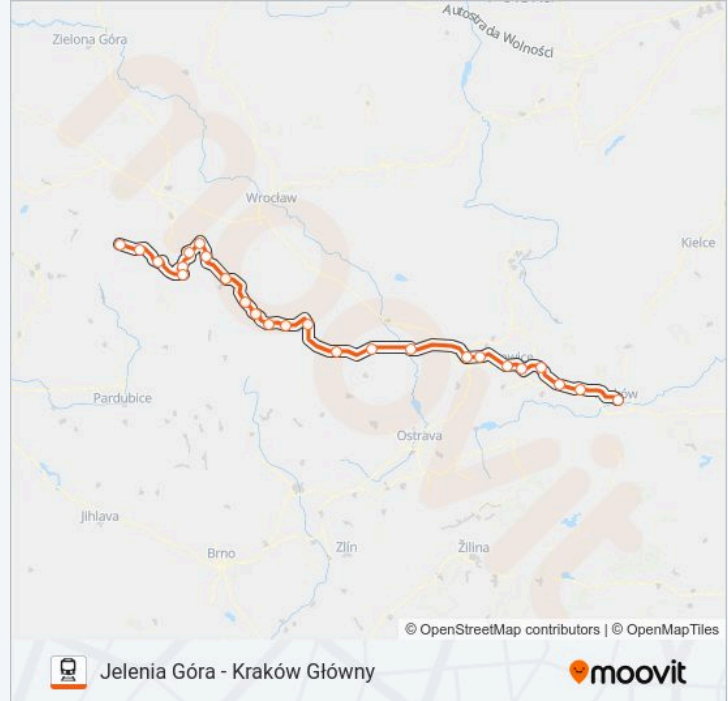 Autostrada Wolności
Zielona Góra
Wrocław
Kielce
Pardubice
Ostrava
Jihlava
Brno
Zlín
Žilina
© OpenStreetMap contributors | © OpenMapTiles
Jelenia Góra - Kraków Główny
moovit